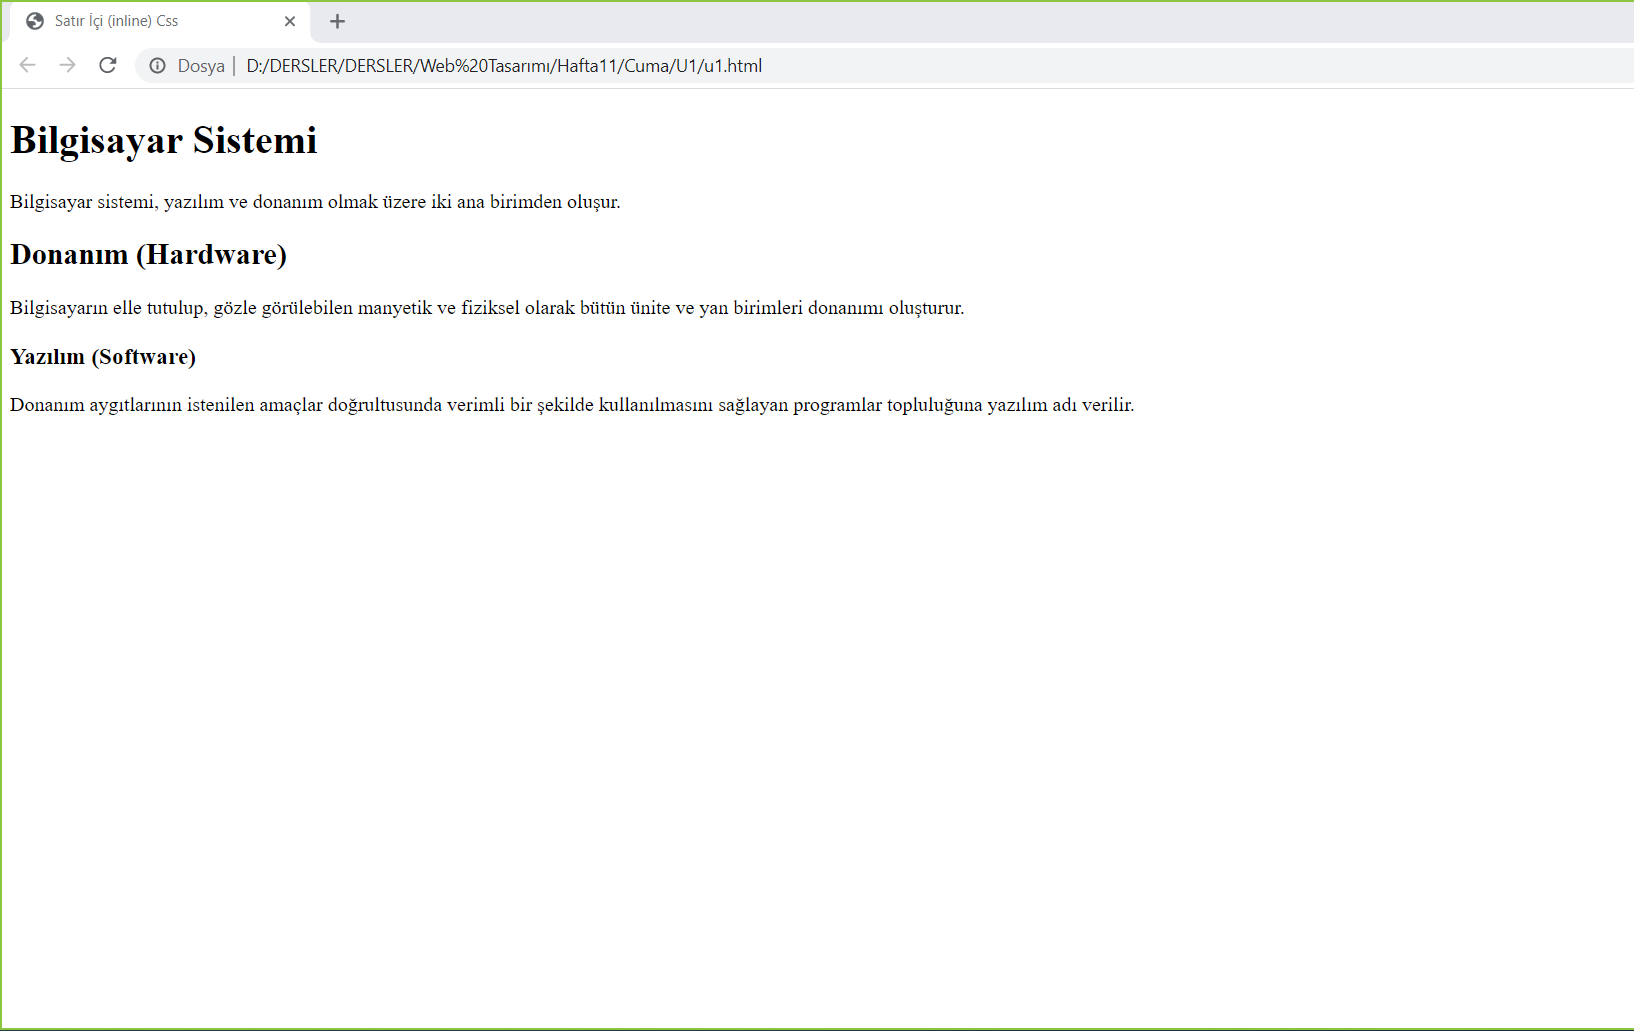 Satır İçi (inline) Css
Dosya | D:/DERSLER/DERSLER/Web%20Tasarımı/Hafta11/Cuma/U1/u1.html
Bilgisayar Sistemi
Bilgisayar sistemi, yazılım ve donanım olmak üzere iki ana birimden oluşur.
Donanım (Hardware)
Bilgisayarın elle tutulup, gözle görülebilen manyetik ve fiziksel olarak bütün ünite ve yan birimleri donanımı oluşturur.
Yazılım (Software)
Donanım aygıtlarının istenilen amaçlar doğrultusunda verimli bir şekilde kullanılmasını sağlayan programlar topluluğuna yazılım adı verilir.